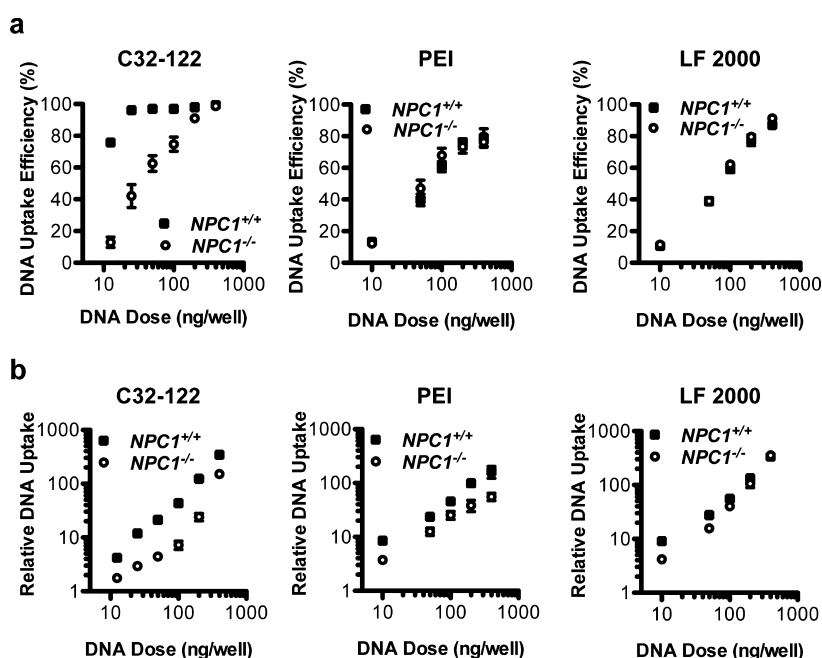 a
C32-122
PEI
LF 2000
DNA Uptake Efficiency (%)
100
80
60
40
20
0
NPC1+/+
NPC1-/-
10
100
1000
DNA Dose (ng/well)
DNA Uptake Efficiency (%)
100
80
60
40
20
0
NPC1+/+
NPC1-/-
10
100
1000
DNA Dose (ng/well)
DNA Uptake Efficiency (%)
100
80
60
40
20
0
NPC1+/+
NPC1-/-
10
100
1000
DNA Dose (ng/well)
b
C32-122
PEI
LF 2000
Relative DNA Uptake
1000
100
10
1
NPC1+/+
NPC1-/-
10
100
1000
DNA Dose (ng/well)
Relative DNA Uptake
1000
100
10
1
NPC1+/+
NPC1-/-
10
100
1000
DNA Dose (ng/well)
Relative DNA Uptake
1000
100
10
1
NPC1+/+
NPC1-/-
10
100
1000
DNA Dose (ng/well)